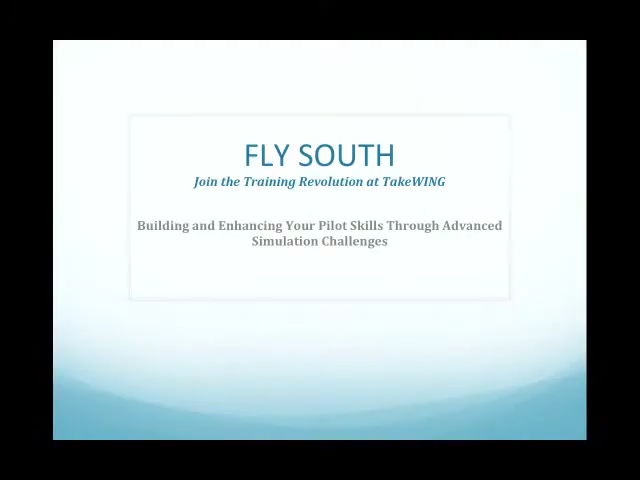 FLY SOUTH
Join the Training Revolution at TakeWING
Building and Enhancing Your Pilot Skills Through Advanced
Simulation Challenges